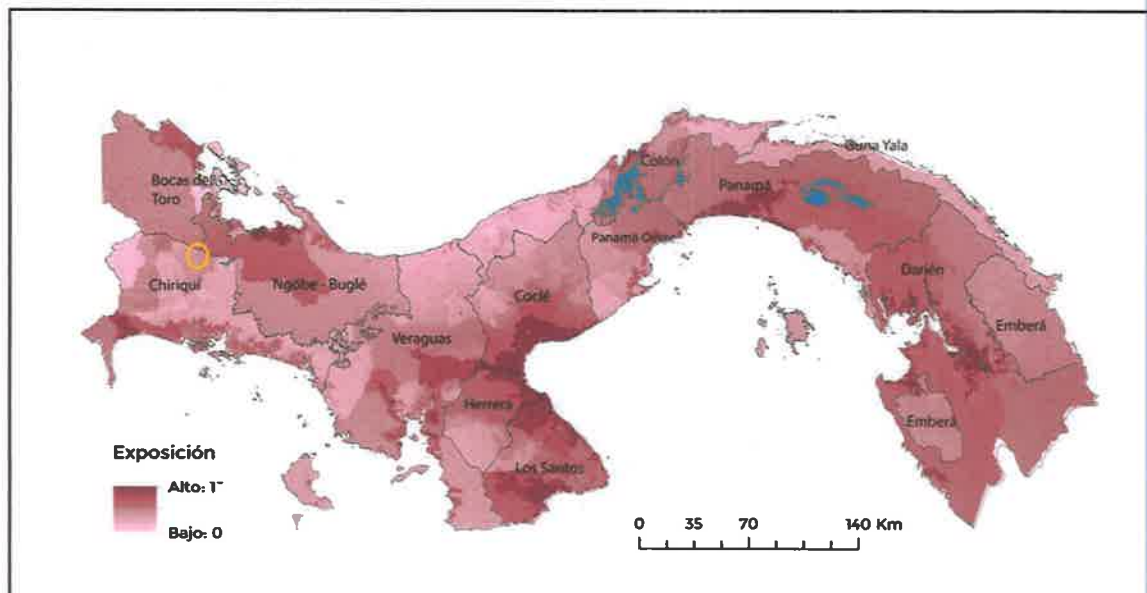 Guna Yala
Colón
Bocas del
Toro
Panamá
Panamá Oeste
Darién
Chiriquí
Ngöbe - Buglé
Coclé
Emberá
Veraguas
Herrera
Emberá
Los Santos
Exposición
Alto: 1
Bajo: 0
0 35 70 140 Km